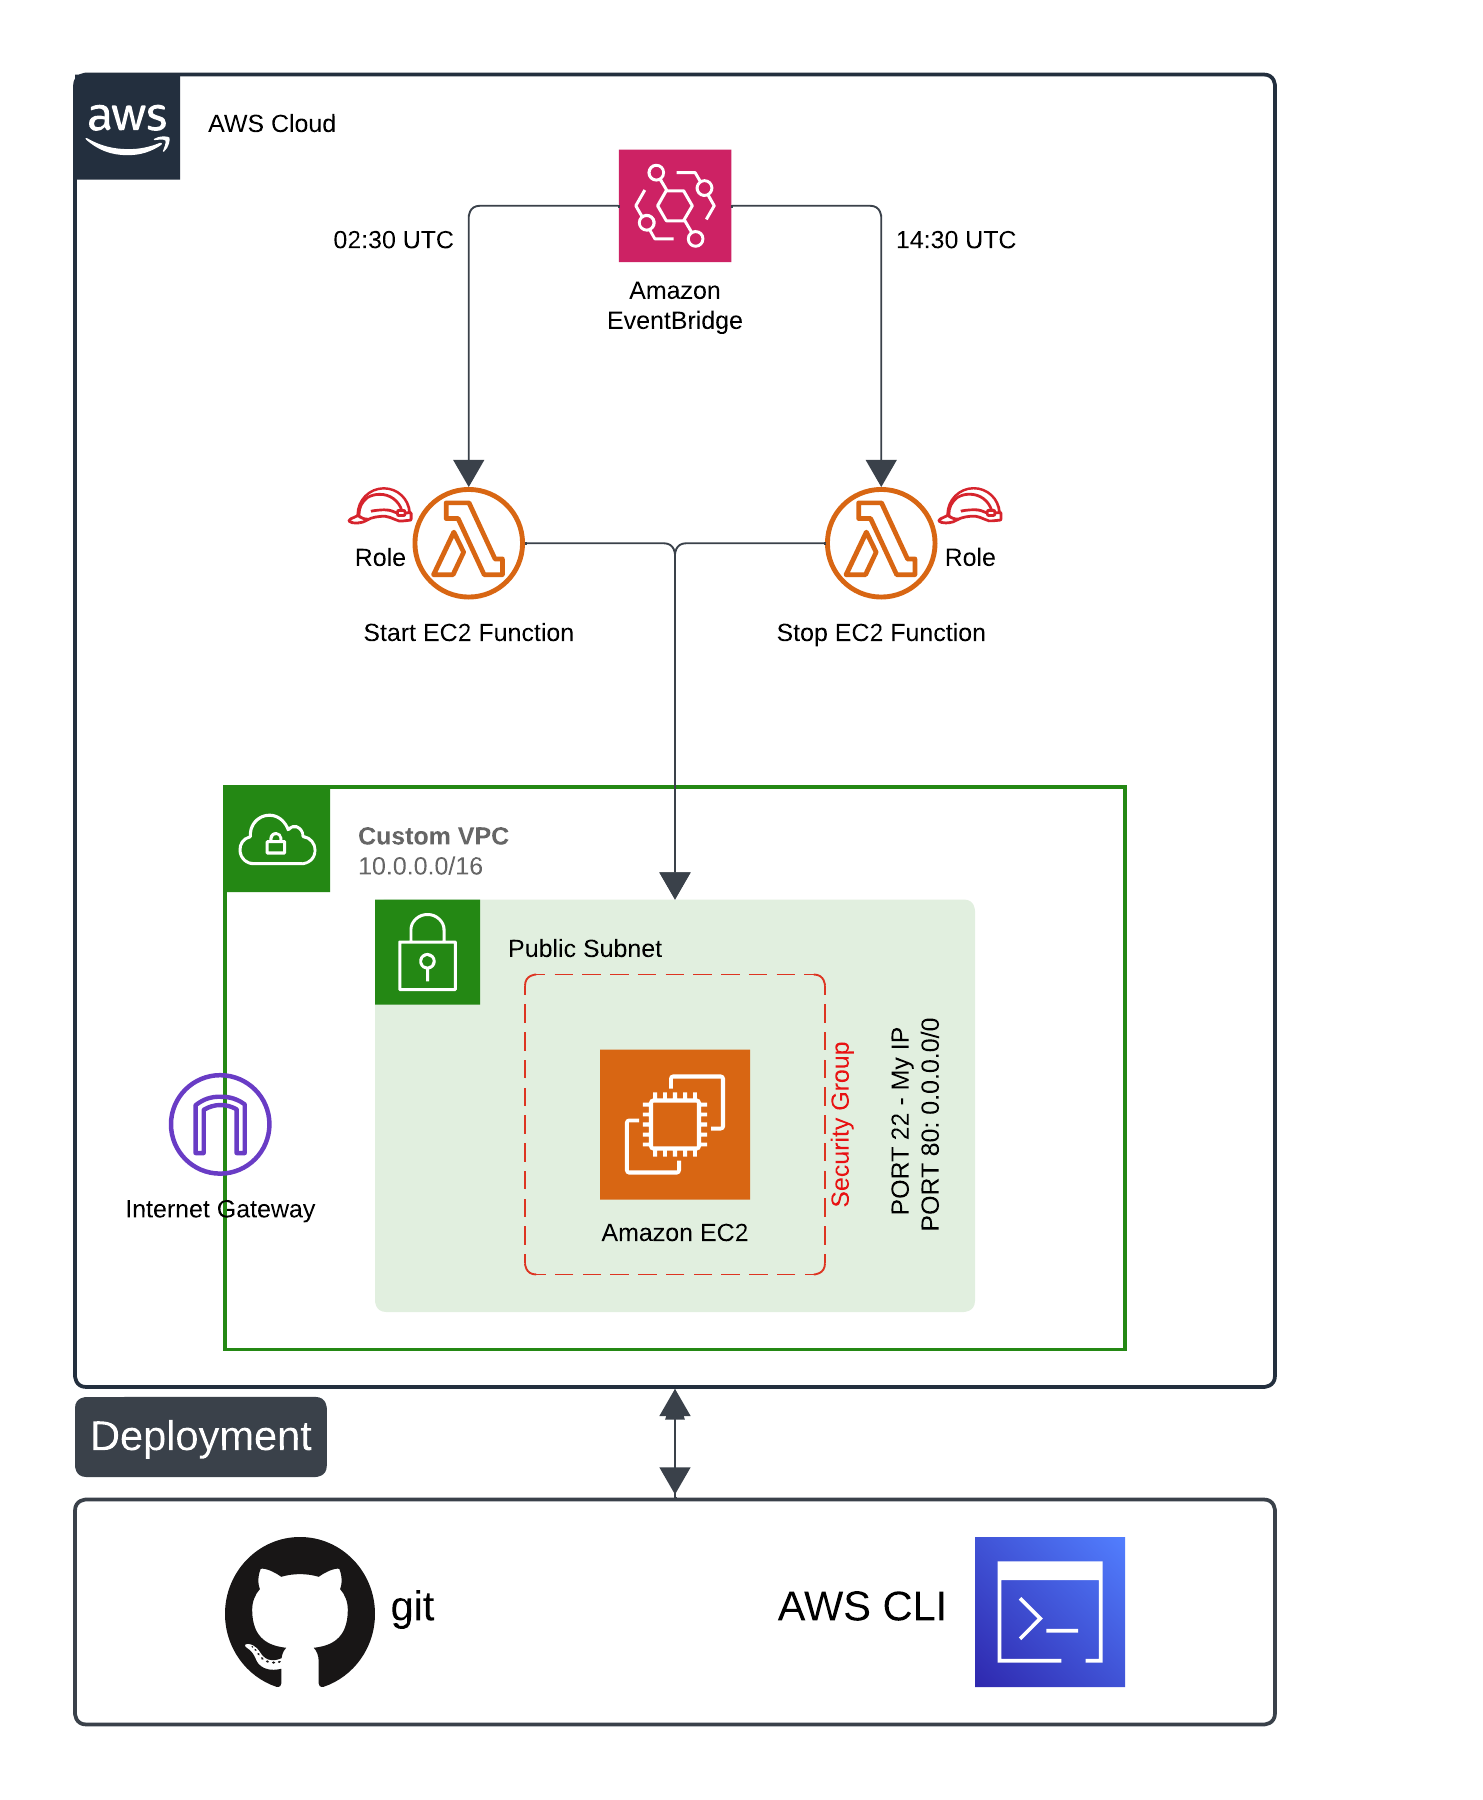 aws
AWS Cloud
02:30 UTC
14:30 UTC
Amazon
EventBridge
Role
Role
Start EC2 Function
Stop EC2 Function
Custom VPC
10.0.0.0/16
Public Subnet
Security Group
PORT 22 - My IP
PORT 80: 0.0.0.0/0
Internet Gateway
Amazon EC2
Deployment
git
AWS CLI